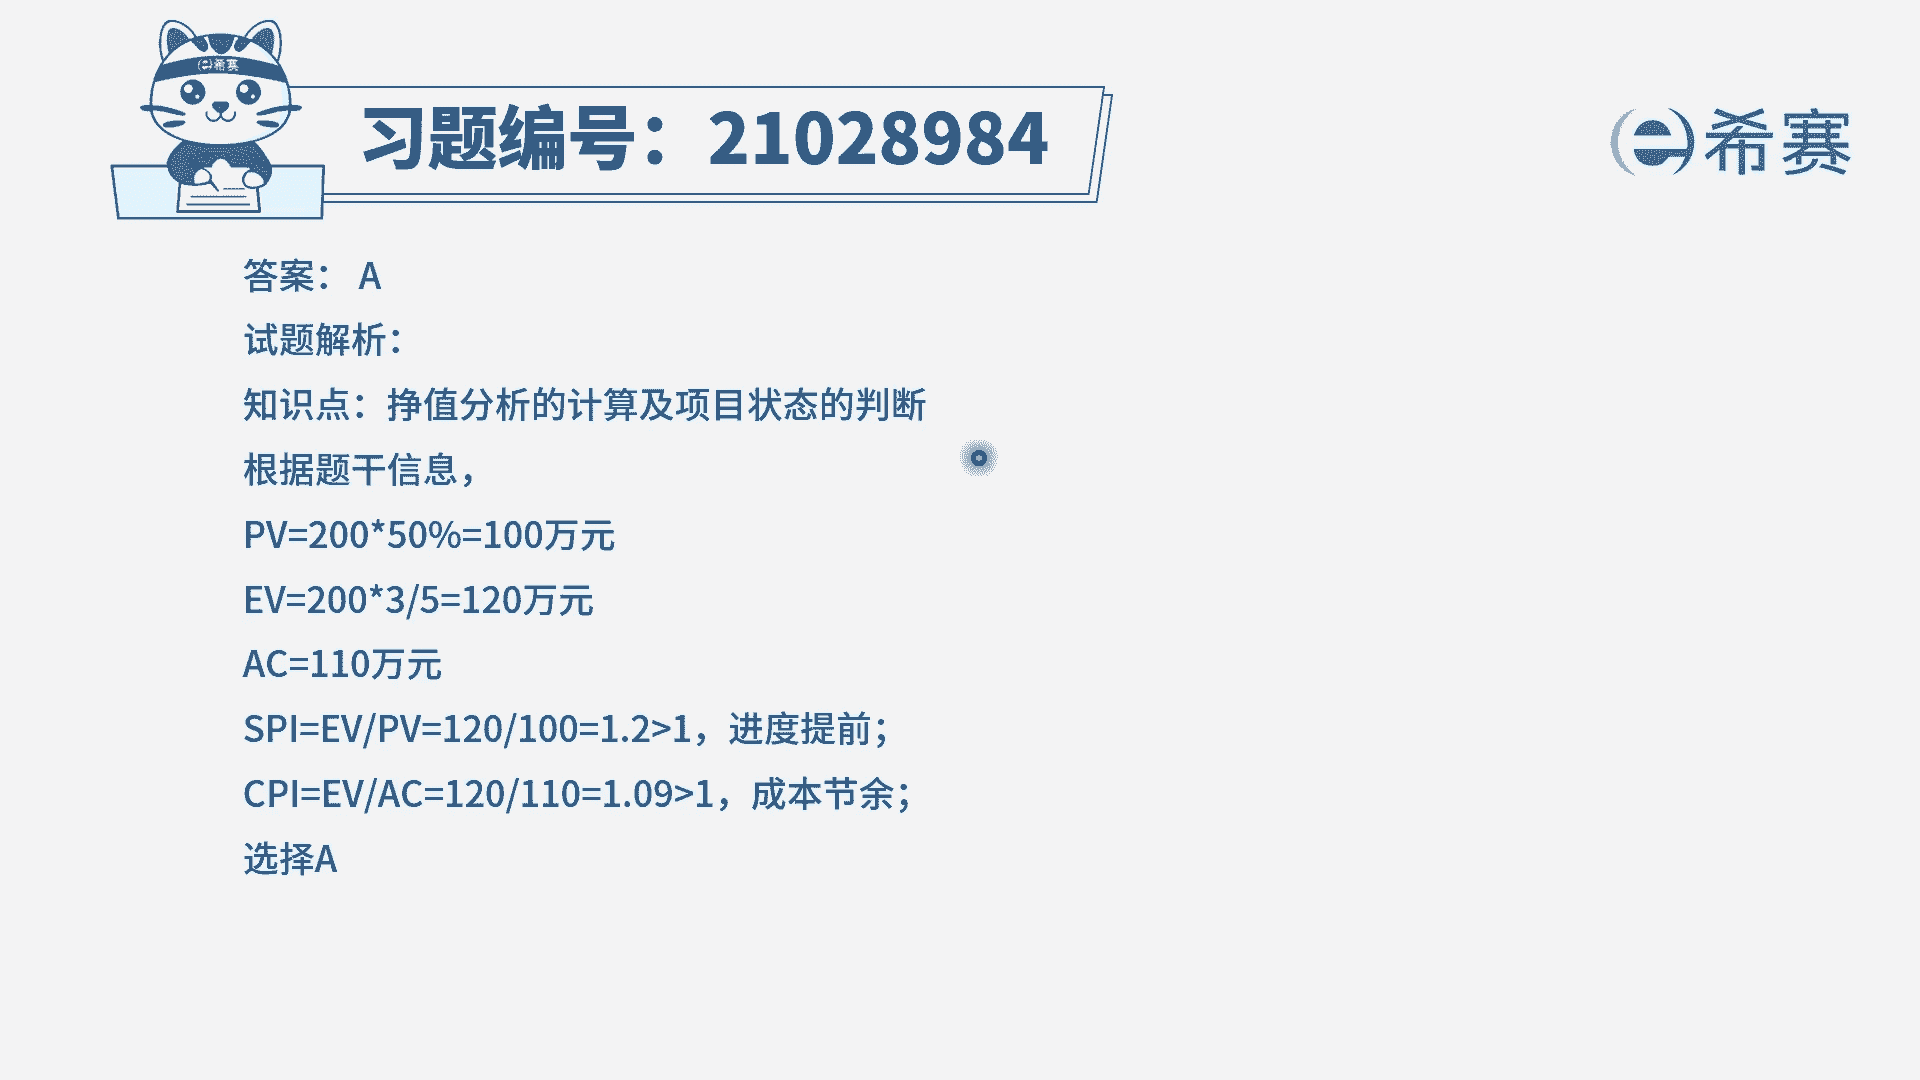 希赛
习题编号：21028984
e希赛
答案： A
试题解析：
知识点：挣值分析的计算及项目状态的判断
根据题干信息，
PV=200*50%=100万元
EV=200*3/5=120万元
AC=110万元
SPI=EV/PV=120/100=1.2>1，进度提前；
CPI=EV/AC=120/110=1.09>1，成本节余；
选择A